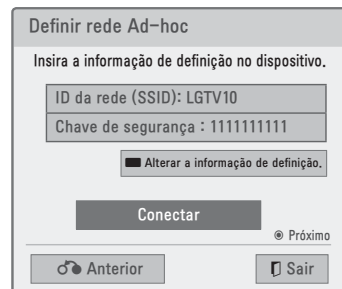 Definir rede Ad-hoc
Insira a informação de definição no dispositivo.
ID da rede (SSID): LGTV10
Chave de segurança : 1111111111
Alterar a informação de definição.
Conectar
Próximo
Anterior
Sair